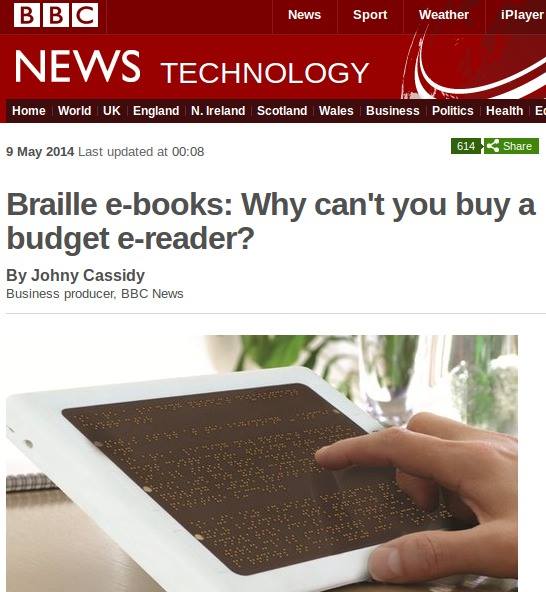 BBC News Sport Weather iPlayer
NEWS TECHNOLOGY
Home World UK England N. Ireland Scotland Wales Business Politics Health
9 May 2014 Last updated at 00:08 614 Share
Braille e-books: Why can't you buy a
budget e-reader?
By Johny Cassidy
Business producer, BBC News